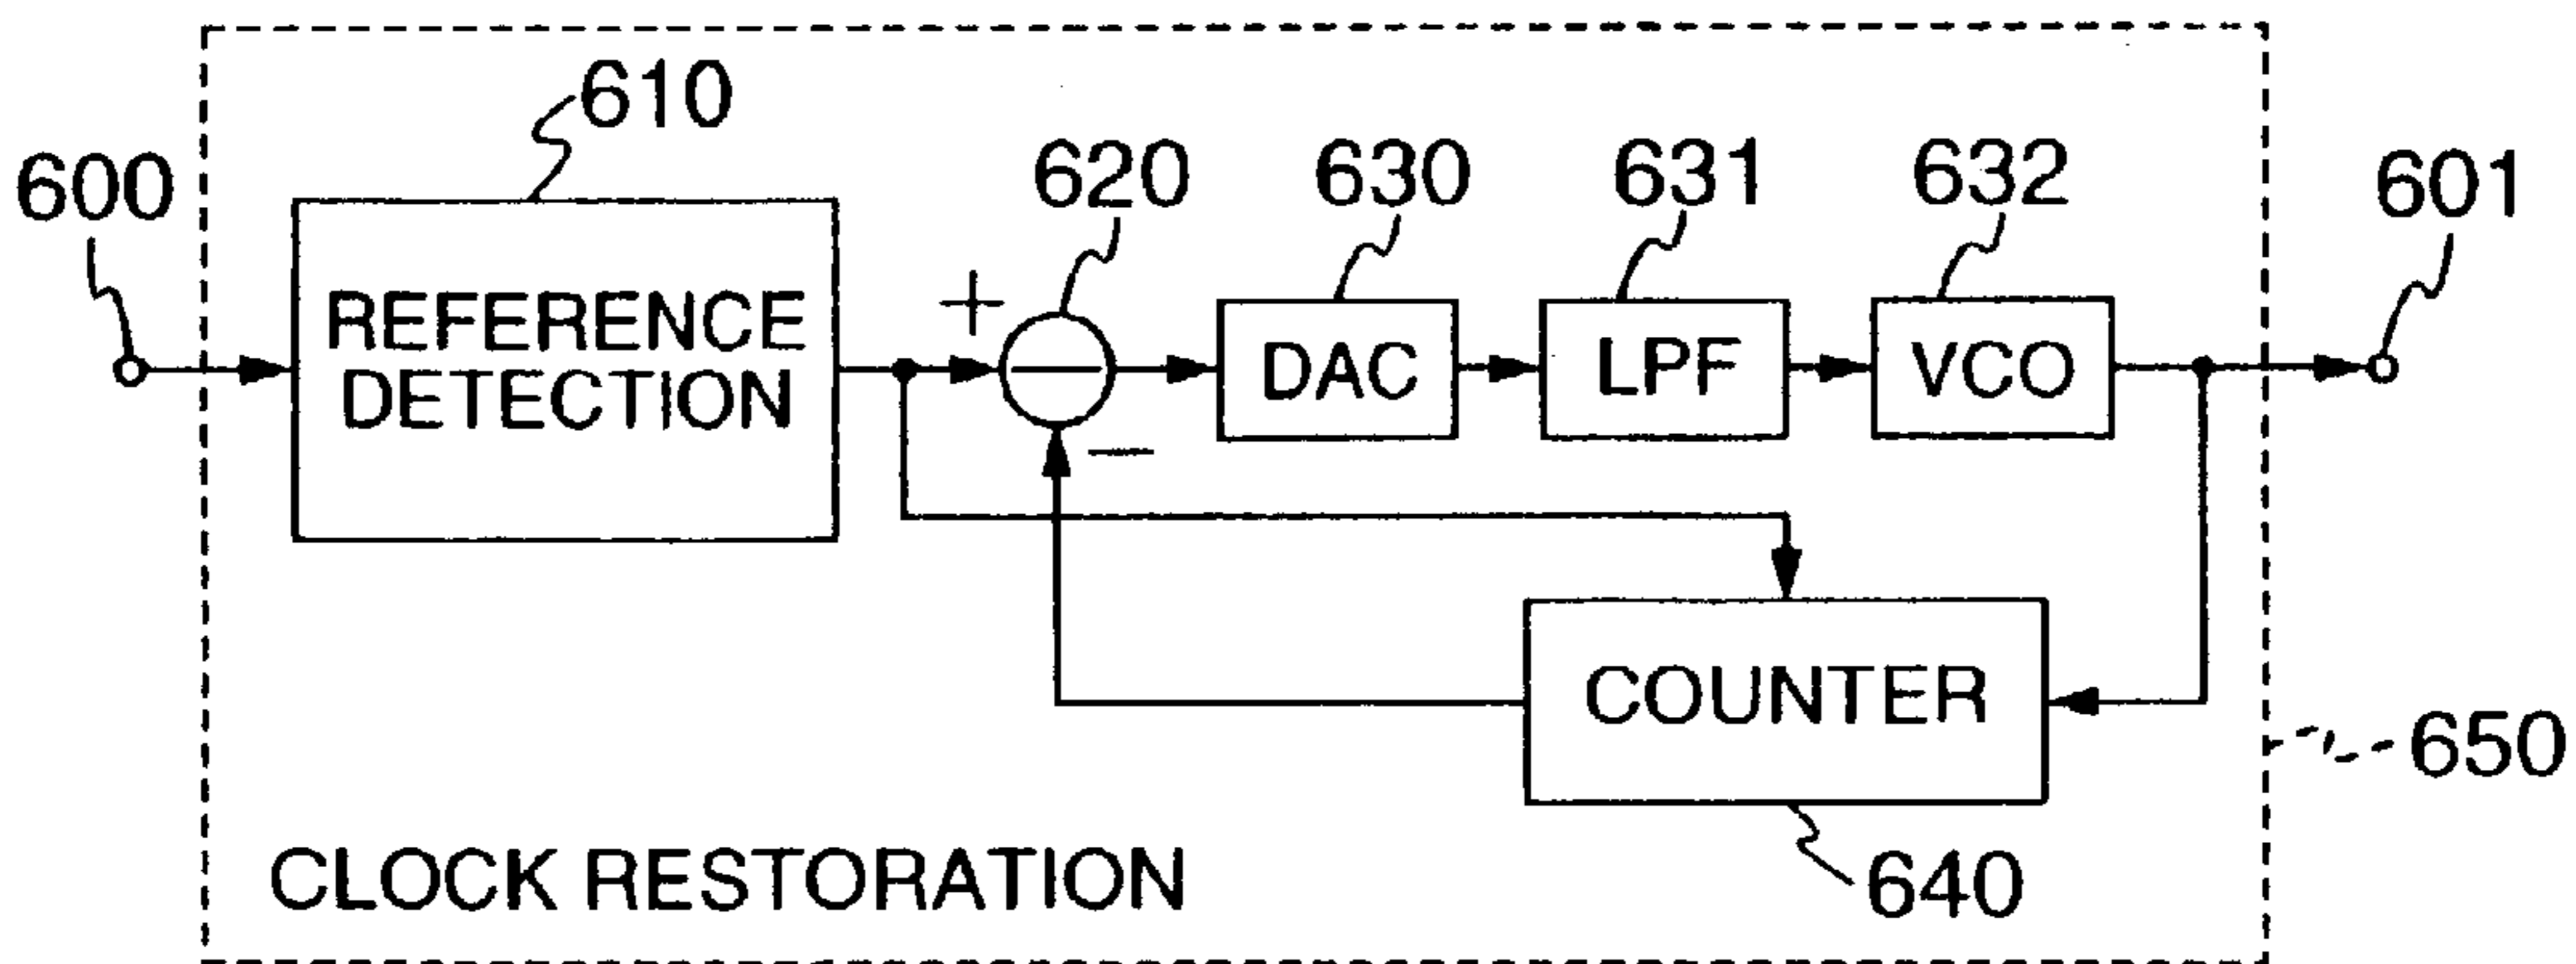 610
600
620
630
631
632
601
+
REFERENCE
DETECTION
DAC
LPF
VCO
−
COUNTER
650
CLOCK RESTORATION
640